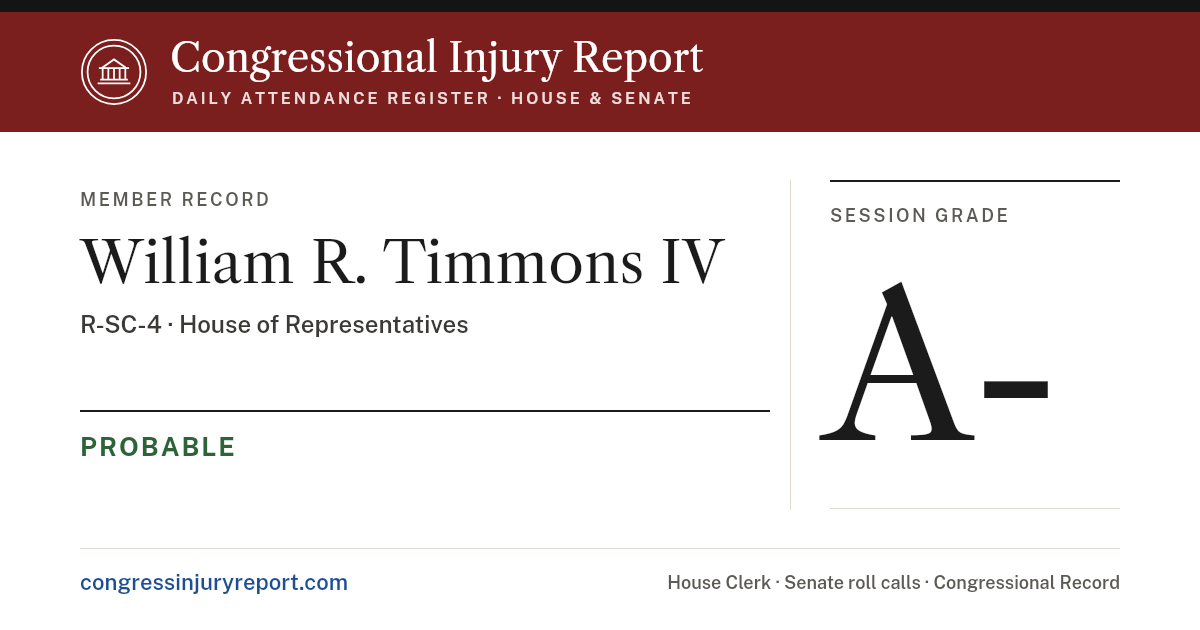 Congressional Injury Report
DAILY ATTENDANCE REGISTER · HOUSE & SENATE
MEMBER RECORD
William R. Timmons IV
R-SC-4 · House of Representatives
PROBABLE
SESSION GRADE
A-
congressinjuryreport.com
House Clerk · Senate roll calls · Congressional Record